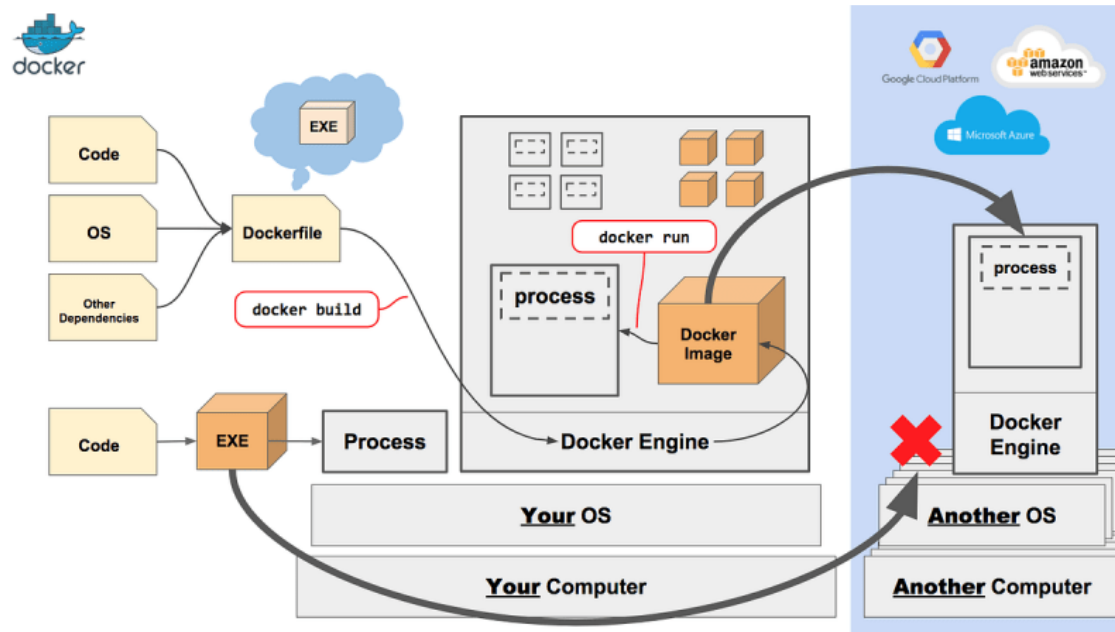 docker
Google Cloud Platform
amazon
web services™
Microsoft Azure
EXE
Code
OS
Other
Dependencies
Dockerfile
docker build
docker run
process
Docker
Image
process
Code
EXE
Process
Docker Engine
Docker
Engine
Your OS
Another OS
Your Computer
Another Computer